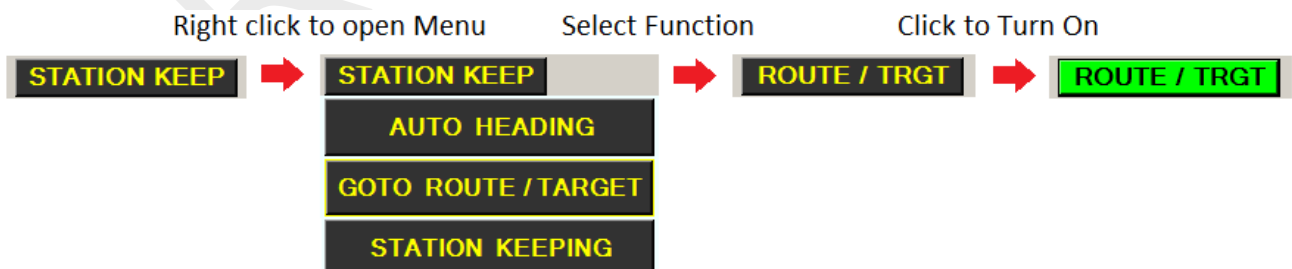 Right click to open Menu Select Function Click to Turn On
STATION KEEP STATION KEEP ROUTE / TRGT ROUTE / TRGT
AUTO HEADING
GOTO ROUTE / TARGET
STATION KEEPING